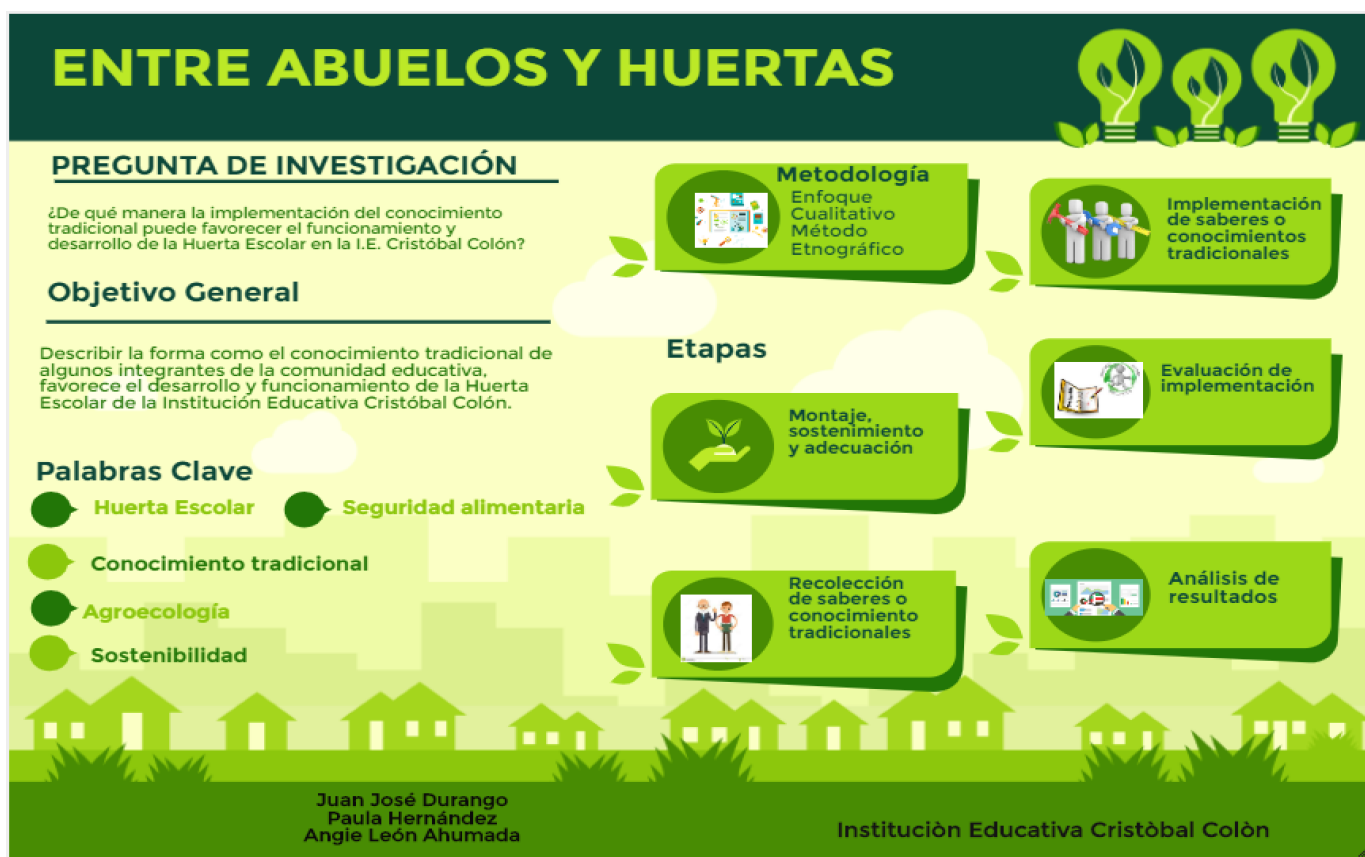 ENTRE ABUELOS Y HUERTAS
PREGUNTA DE INVESTIGACIÓN
¿De qué manera la implementación del conocimiento
tradicional puede favorecer el funcionamiento y
desarrollo de la Huerta Escolar en la I.E. Cristóbal Colón?
Objetivo General
Describir la forma como el conocimiento tradicional de
algunos integrantes de la comunidad educativa,
favorece el desarrollo y funcionamiento de la Huerta
Escolar de la Institución Educativa Cristóbal Colón.
Palabras Clave
Huerta Escolar
Seguridad alimentaria
Conocimiento tradicional
Agroecología
Sostenibilidad
Metodología
Enfoque
Cualitativo
Método
Etnográfico
Etapas
Montaje,
sostenimiento
y adecuación
Recolección
de saberes o
conocimiento
tradicionales
Implementación
de saberes o
conocimientos
tradicionales
Evaluación de
implementación
Análisis de
resultados
Juan José Durango
Paula Hernández
Angie León Ahumada
Instituciòn Educativa Cristòbal Colòn